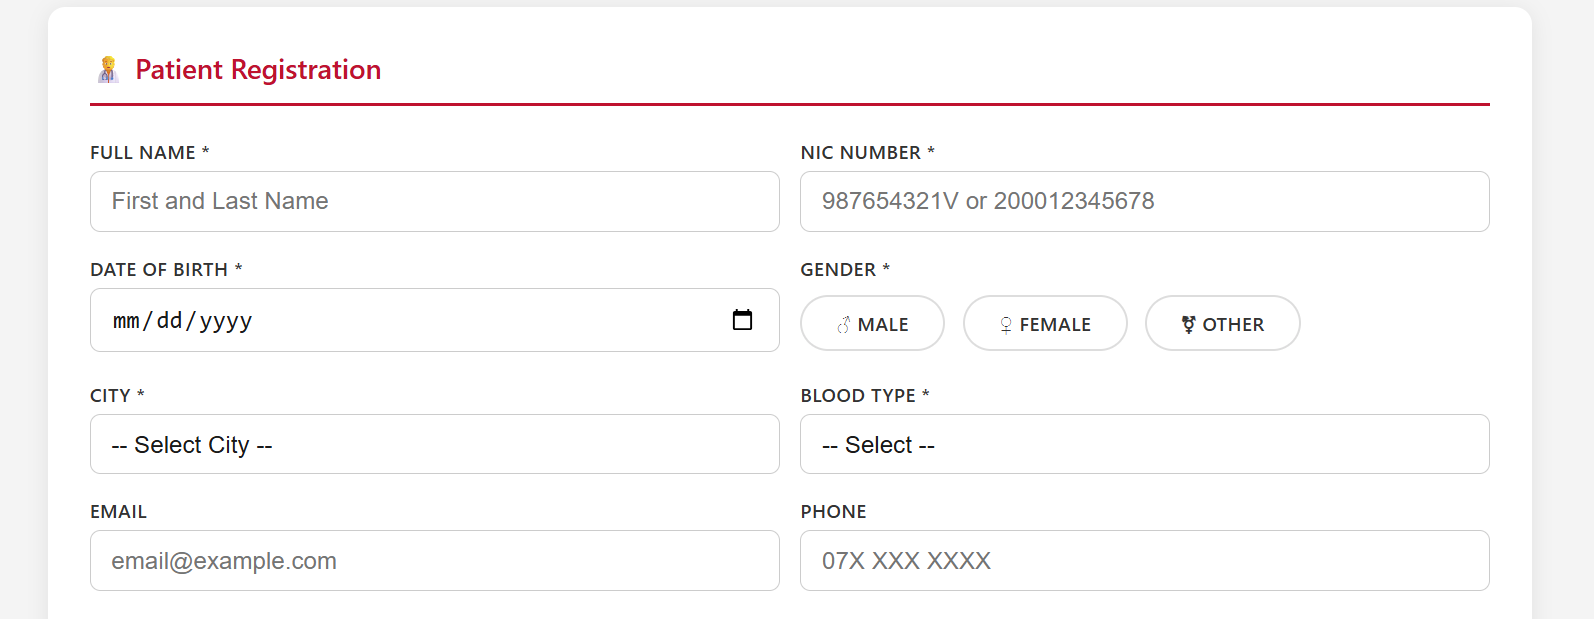 Patient Registration
FULL NAME *
NIC NUMBER *
First and Last Name
987654321V or 200012345678
DATE OF BIRTH *
GENDER *
mm/dd/yyyy
♂ MALE
♀ FEMALE
⚧ OTHER
CITY *
BLOOD TYPE *
-- Select City --
-- Select --
EMAIL
PHONE
email@example.com
07X XXX XXXX